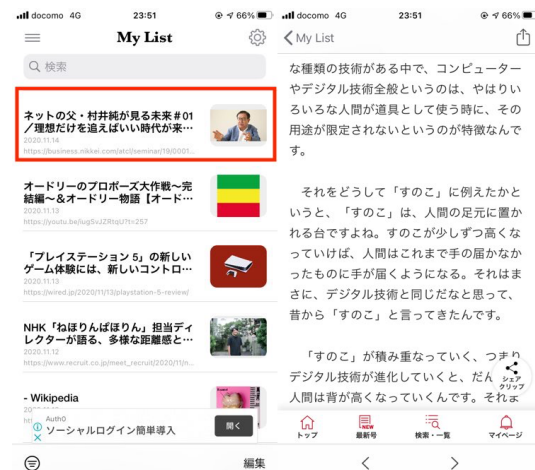 docomo 4G 23:51 66%
My List
検索
ネットの父・村井純が見る未来#01
／理想だけを追えばいい時代が来…
2020.11.14
https://business.nikkei.com/atcl/seminar/19/0001...
オードリーのプロポーズ大作戦〜完
結編〜&オードリー物語【オード…
2020.11.13
https://youtu.be/iugSvJZRtqU?t=257
「プレイステーション 5」の新しい
ゲーム体験には、新しいコントロ…
2020.11.13
https://wired.jp/2020/11/13/playstation-5-review/
NHK「ねほりんぱほりん」担当ディ
レクターが語る、多様な距離感と…
2020.11.12
https://www.recruit.co.jp/meet_recruit/2020/11/n...
- Wikipedia
Auth0
ソーシャルログイン簡単導入
開く
編集
docomo 4G 23:51 66%
My List
な種類の技術がある中で、コンピューター
やデジタル技術全般というのは、やはりい
ろいろな人間が道具として使う時に、その
用途が限定されないというのが特徴なんで
す。
それをどうして「すのこ」に例えたかと
いうと、「すのこ」は、人間の足元に置か
れる台ですよね。すのこが少しずつ高くな
っていけば、人間はこれまで手の届かなか
ったものに手が届くようになる。それはま
さに、デジタル技術と同じだなと思って、
昔から「すのこ」と言ってきたんです。
「すのこ」が積み重なっていく、つまり
デジタル技術が進化していくと、だん
人間は背が高くなっていくんです。それま
シェア
クリップ
トップ
NEW
最新号
検索・一覧
マイページ